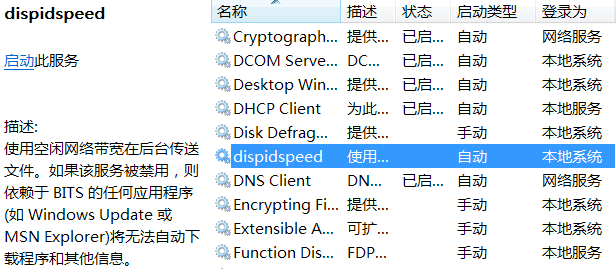 dispidspeed
启动此服务
描述:
使用空闲网络带宽在后台传送
文件。如果该服务被禁用，则
依赖于 BITS 的任何应用程序
(如 Windows Update 或
MSN Explorer)将无法自动下
载程序和其他信息。
名称 描述 状态 启动类型 登录为
Cryptograph... 提供... 已启... 自动 网络服务
DCOM Serve... DC... 已启... 自动 本地系统
Desktop Win... 提供... 已启... 自动 本地系统
DHCP Client 为此... 已启... 自动 本地服务
Disk Defrag... 提供... 手动 本地系统
dispidspeed 使用... 自动 本地系统
DNS Client DN... 已启... 自动 网络服务
Encrypting Fi... 提供... 手动 本地系统
Extensible A... 可扩... 手动 本地系统
Function Dis... FDP... 手动 本地服务